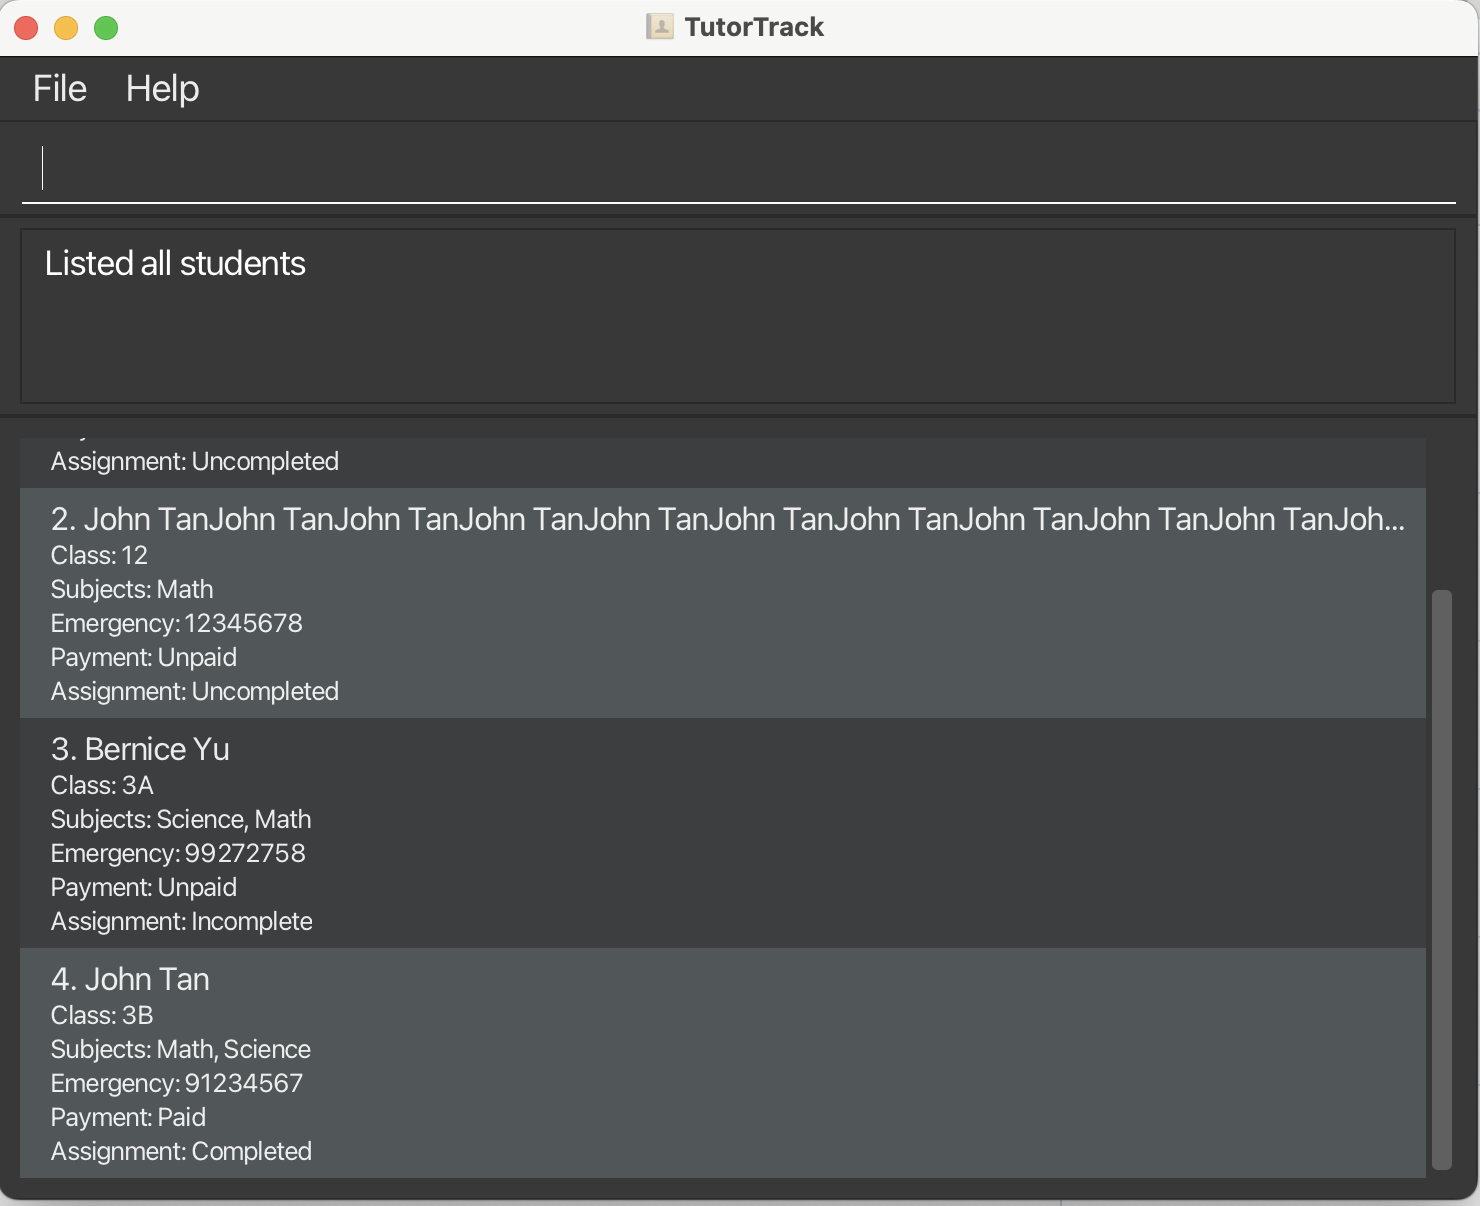 TutorTrack
File Help
Listed all students
Assignment: Uncompleted
2. John TanJohn TanJohn TanJohn TanJohn TanJohn TanJohn TanJohn TanJohn TanJohn TanJoh...
Class: 12
Subjects: Math
Emergency: 12345678
Payment: Unpaid
Assignment: Uncompleted
3. Bernice Yu
Class: 3A
Subjects: Science, Math
Emergency: 99272758
Payment: Unpaid
Assignment: Incomplete
4. John Tan
Class: 3B
Subjects: Math, Science
Emergency: 91234567
Payment: Paid
Assignment: Completed